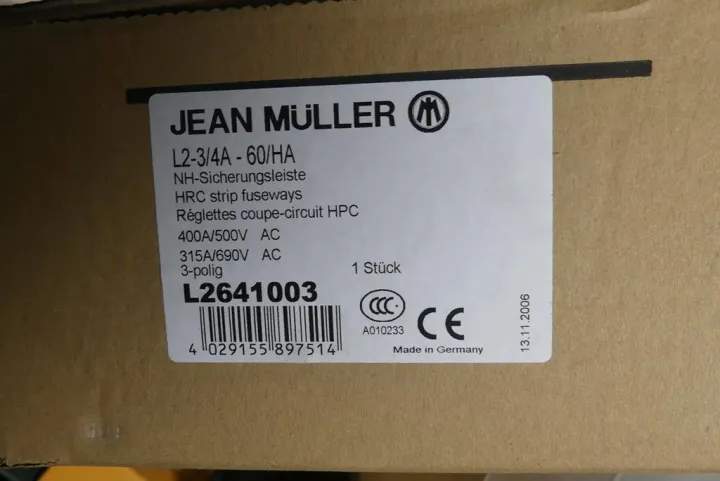 JEAN MÜLLER
L2-3/4A - 60/HA
NH-Sicherungsleiste
HRC strip fuseways
Réglettes coupe-circuit HPC
400A/500V AC
315A/690V AC
3-polig 1 Stück
L2641003
CCC
A010233
CE
4 029155 897514
Made in Germany
13.11.2006